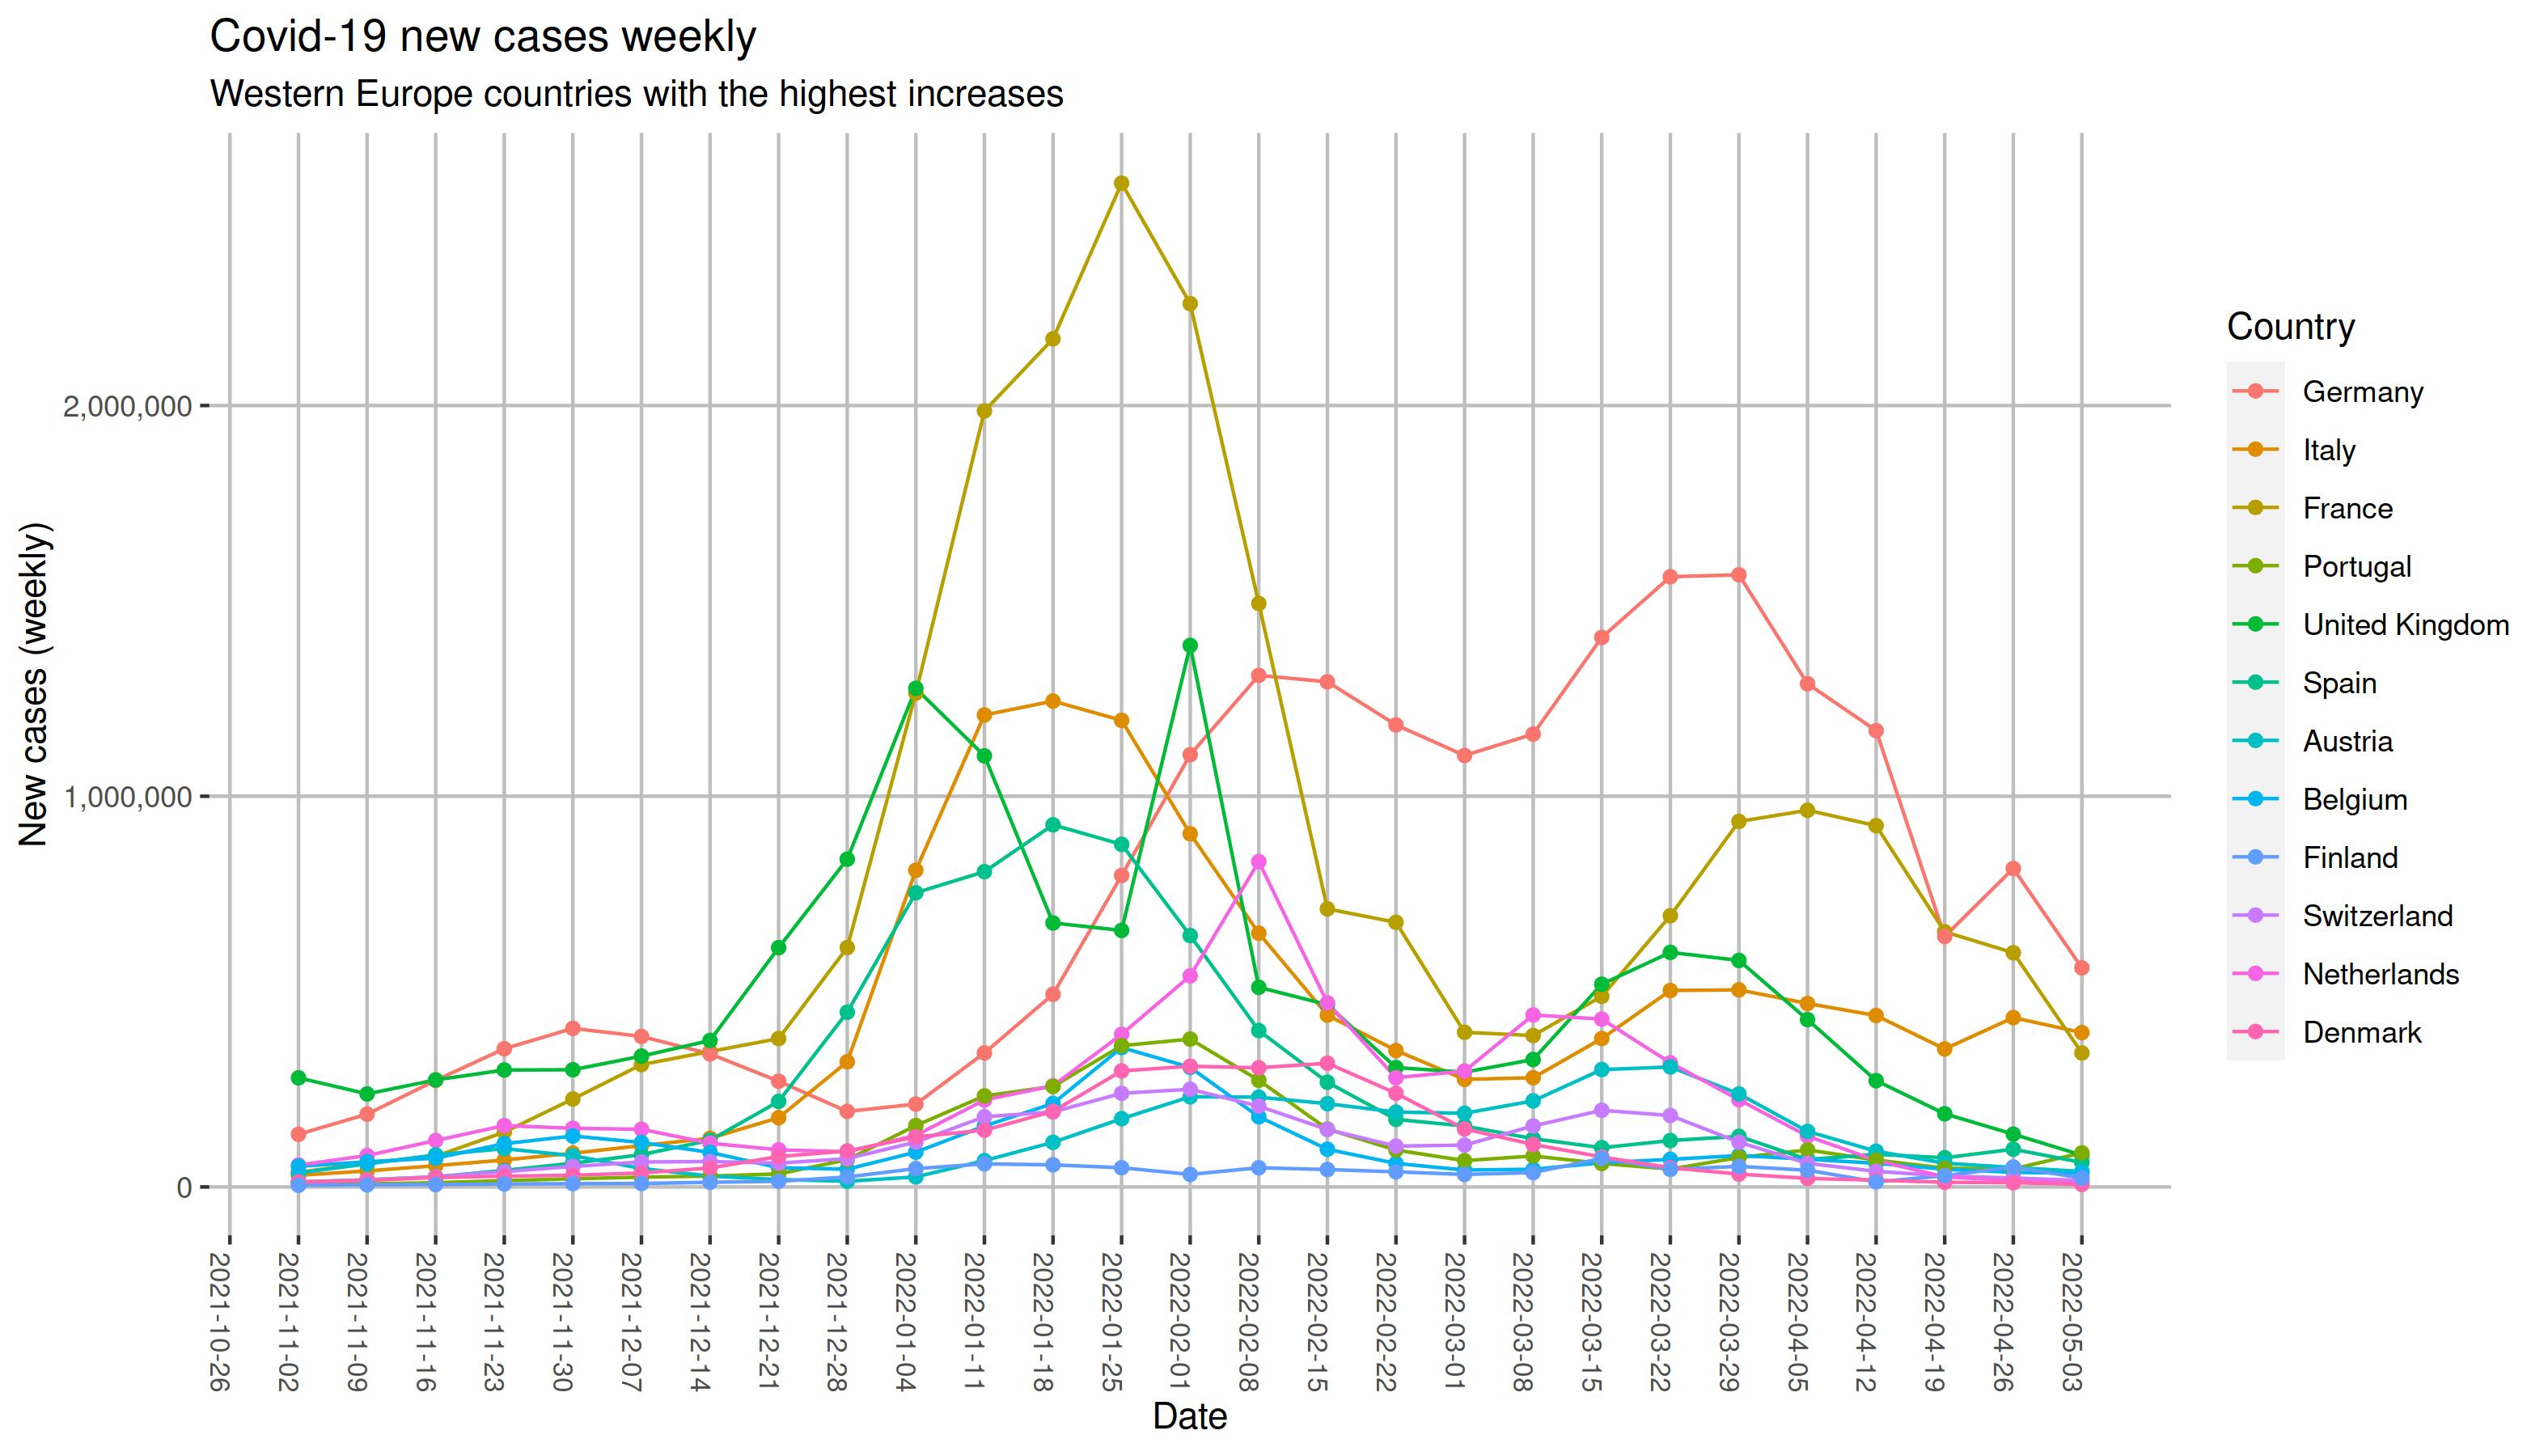 Covid-19 new cases weekly
Western Europe countries with the highest increases
New cases (weekly)
2,000,000
1,000,000
0
2021-10-26
2021-11-02
2021-11-09
2021-11-16
2021-11-23
2021-11-30
2021-12-07
2021-12-14
2021-12-21
2021-12-28
2022-01-04
2022-01-11
2022-01-18
2022-01-25
2022-02-01
2022-02-08
2022-02-15
2022-02-22
2022-03-01
2022-03-08
2022-03-15
2022-03-22
2022-03-29
2022-04-05
2022-04-12
2022-04-19
2022-04-26
2022-05-03
Date
Country
Germany
Italy
France
Portugal
United Kingdom
Spain
Austria
Belgium
Finland
Switzerland
Netherlands
Denmark